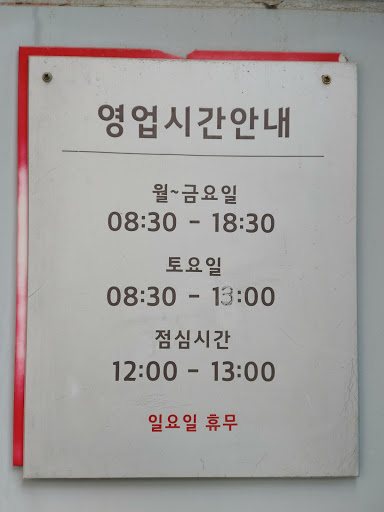 영업시간안내
월~금요일
08:30 - 18:30
토요일
08:30 - 13:00
점심시간
12:00 - 13:00
일요일 휴무